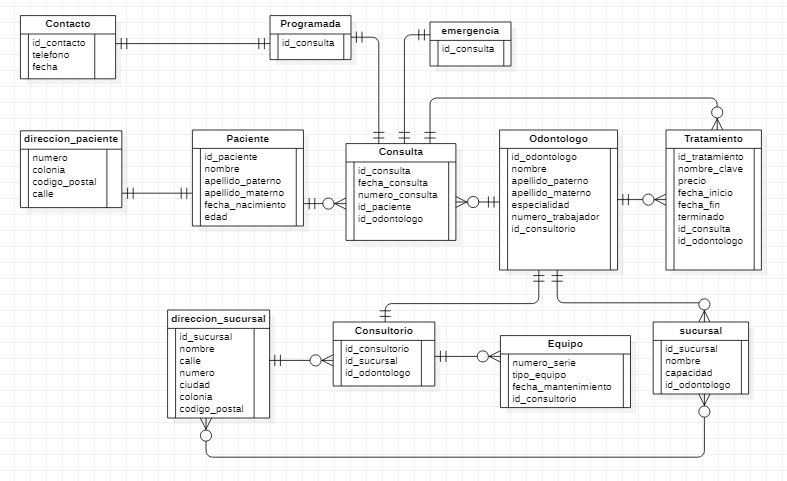 Contacto
id_contacto
telefono
fecha
Programada
id_consulta
emergencia
id_consulta
direccion_paciente
numero
colonia
codigo_postal
calle
Paciente
id_paciente
nombre
apellido_paterno
apellido_materno
fecha_nacimiento
edad
Consulta
id_consulta
fecha_consulta
numero_consulta
id_paciente
id_odontologo
Odontologo
id_odontologo
nombre
apellido_paterno
apellido_materno
especialidad
numero_trabajador
id_consultorio
Tratamiento
id_tratamiento
nombre_clave
precio
fecha_inicio
fecha_fin
terminado
id_consulta
id_odontologo
direccion_sucursal
id_sucursal
nombre
calle
numero
ciudad
colonia
codigo_postal
Consultorio
id_consultorio
id_sucursal
id_odontologo
Equipo
numero_serie
tipo_equipo
fecha_mantenimiento
id_consultorio
sucursal
id_sucursal
nombre
capacidad
id_odontologo